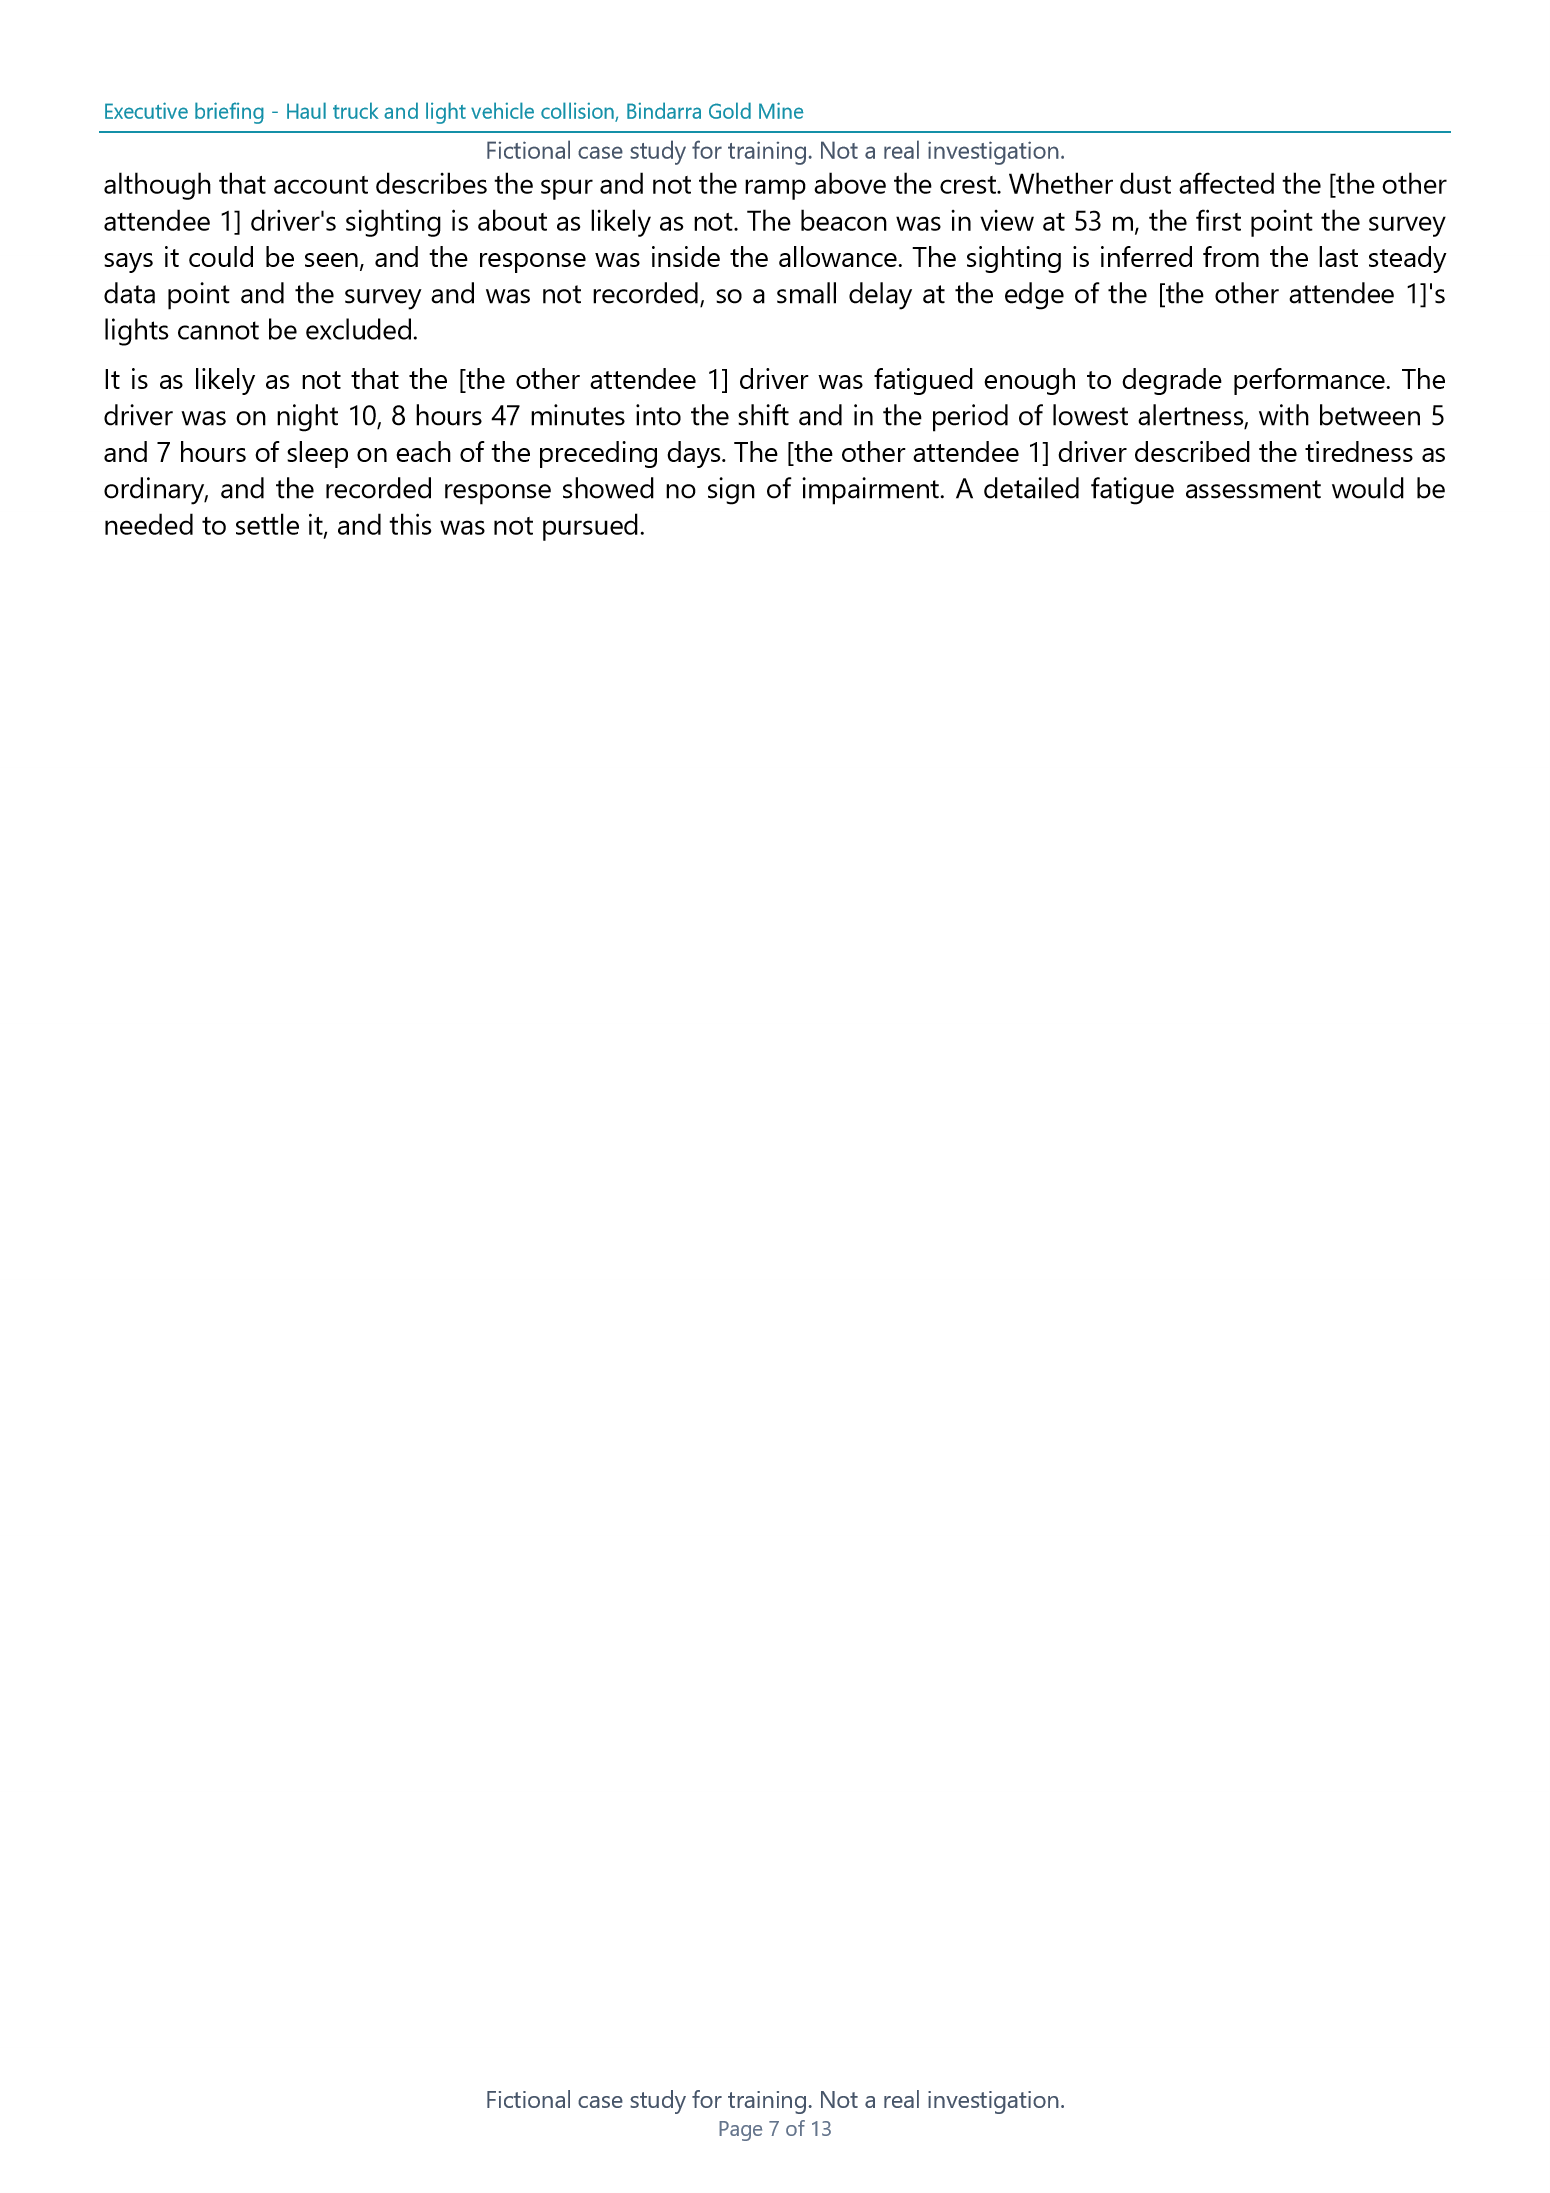 Executive briefing - Haul truck and light vehicle collision, Bindarra Gold Mine
Fictional case study for training. Not a real investigation.
although that account describes the spur and not the ramp above the crest. Whether dust affected the [the other
attendee 1] driver's sighting is about as likely as not. The beacon was in view at 53 m, the first point the survey
says it could be seen, and the response was inside the allowance. The sighting is inferred from the last steady
data point and the survey and was not recorded, so a small delay at the edge of the [the other attendee 1]'s
lights cannot be excluded.
It is as likely as not that the [the other attendee 1] driver was fatigued enough to degrade performance. The
driver was on night 10, 8 hours 47 minutes into the shift and in the period of lowest alertness, with between 5
and 7 hours of sleep on each of the preceding days. The [the other attendee 1] driver described the tiredness as
ordinary, and the recorded response showed no sign of impairment. A detailed fatigue assessment would be
needed to settle it, and this was not pursued.
Fictional case study for training. Not a real investigation.
Page 7 of 13